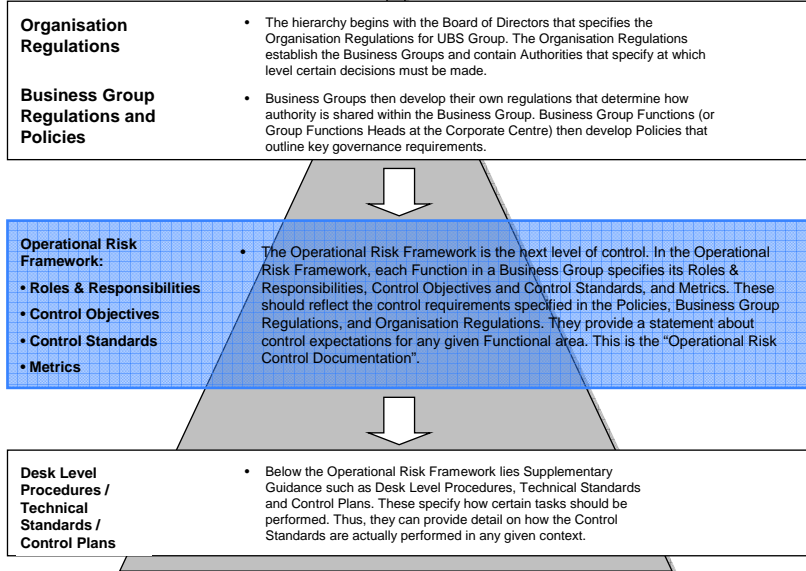 Organisation
Regulations
• The hierarchy begins with the Board of Directors that specifies the
Organisation Regulations for UBS Group. The Organisation Regulations
establish the Business Groups and contain Authorities that specify at which
level certain decisions must be made.
Business Group
Regulations and
Policies
• Business Groups then develop their own regulations that determine how
authority is shared within the Business Group. Business Group Functions (or
Group Functions Heads at the Corporate Centre) then develop Policies that
outline key governance requirements.
Operational Risk
Framework:
• Roles & Responsibilities
• Control Objectives
• Control Standards
• Metrics
• The Operational Risk Framework is the next level of control. In the Operational
Risk Framework, each Function in a Business Group specifies its Roles &
Responsibilities, Control Objectives and Control Standards, and Metrics. These
should reflect the control requirements specified in the Policies, Business Group
Regulations, and Organisation Regulations. They provide a statement about
control expectations for any given Functional area. This is the “Operational Risk
Control Documentation”.
Desk Level
Procedures /
Technical
Standards /
Control Plans
• Below the Operational Risk Framework lies Supplementary
Guidance such as Desk Level Procedures, Technical Standards
and Control Plans. These specify how certain tasks should be
performed. Thus, they can provide detail on how the Control
Standards are actually performed in any given context.